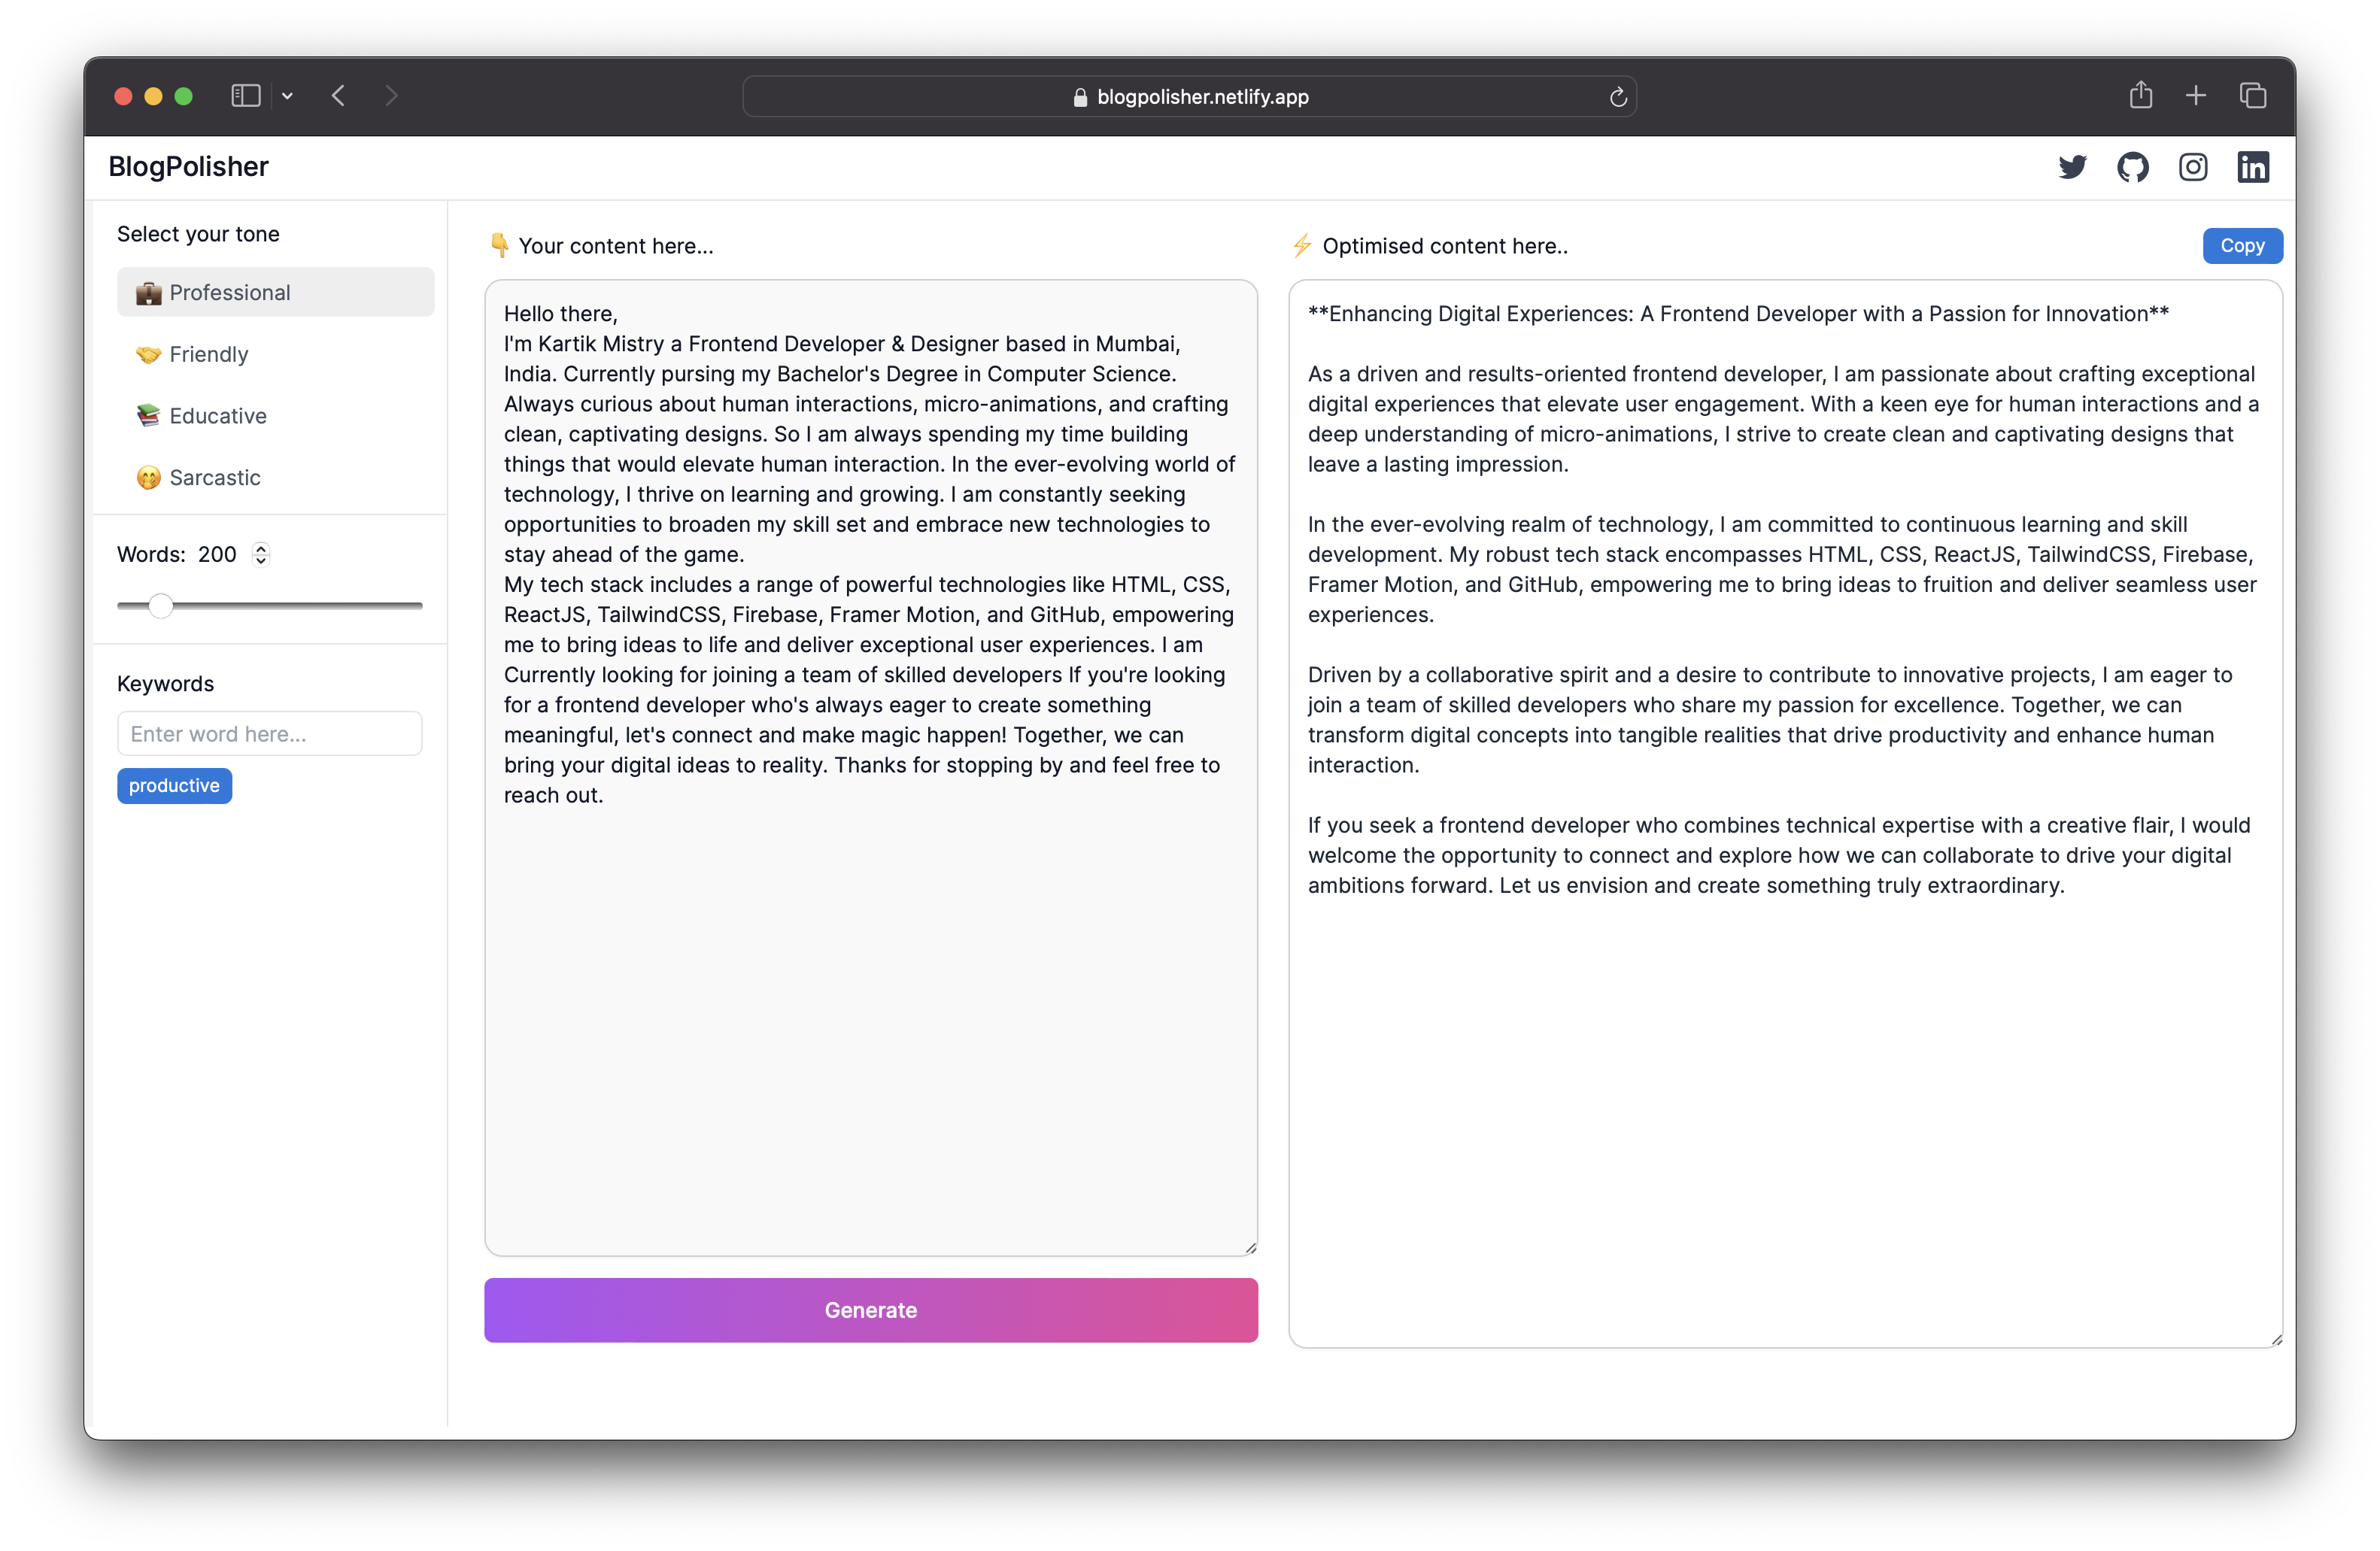 blogpolisher.netlify.app
BlogPolisher
Select your tone
💼 Professional
🤝 Friendly
📚 Educative
🤭 Sarcastic
Words: 200
Keywords
Enter word here...
productive
👇 Your content here...
Hello there,
I'm Kartik Mistry a Frontend Developer & Designer based in Mumbai,
India. Currently pursing my Bachelor's Degree in Computer Science.
Always curious about human interactions, micro-animations, and crafting
clean, captivating designs. So I am always spending my time building
things that would elevate human interaction. In the ever-evolving world of
technology, I thrive on learning and growing. I am constantly seeking
opportunities to broaden my skill set and embrace new technologies to
stay ahead of the game.
My tech stack includes a range of powerful technologies like HTML, CSS,
ReactJS, TailwindCSS, Firebase, Framer Motion, and GitHub, empowering
me to bring ideas to life and deliver exceptional user experiences. I am
Currently looking for joining a team of skilled developers If you're looking
for a frontend developer who's always eager to create something
meaningful, let's connect and make magic happen! Together, we can
bring your digital ideas to reality. Thanks for stopping by and feel free to
reach out.
Generate
⚡ Optimised content here..
Copy
**Enhancing Digital Experiences: A Frontend Developer with a Passion for Innovation**
As a driven and results-oriented frontend developer, I am passionate about crafting exceptional
digital experiences that elevate user engagement. With a keen eye for human interactions and a
deep understanding of micro-animations, I strive to create clean and captivating designs that
leave a lasting impression.
In the ever-evolving realm of technology, I am committed to continuous learning and skill
development. My robust tech stack encompasses HTML, CSS, ReactJS, TailwindCSS, Firebase,
Framer Motion, and GitHub, empowering me to bring ideas to fruition and deliver seamless user
experiences.
Driven by a collaborative spirit and a desire to contribute to innovative projects, I am eager to
join a team of skilled developers who share my passion for excellence. Together, we can
transform digital concepts into tangible realities that drive productivity and enhance human
interaction.
If you seek a frontend developer who combines technical expertise with a creative flair, I would
welcome the opportunity to connect and explore how we can collaborate to drive your digital
ambitions forward. Let us envision and create something truly extraordinary.